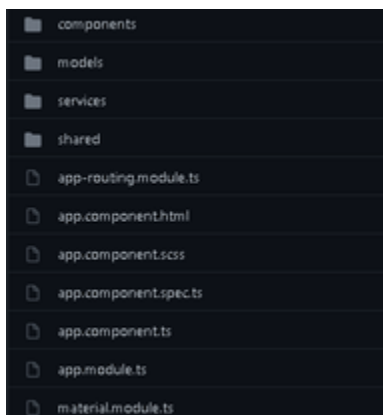 components
models
services
shared
app-routing.module.ts
app.component.html
app.component.scss
app.component.spec.ts
app.component.ts
app.module.ts
material.module.ts